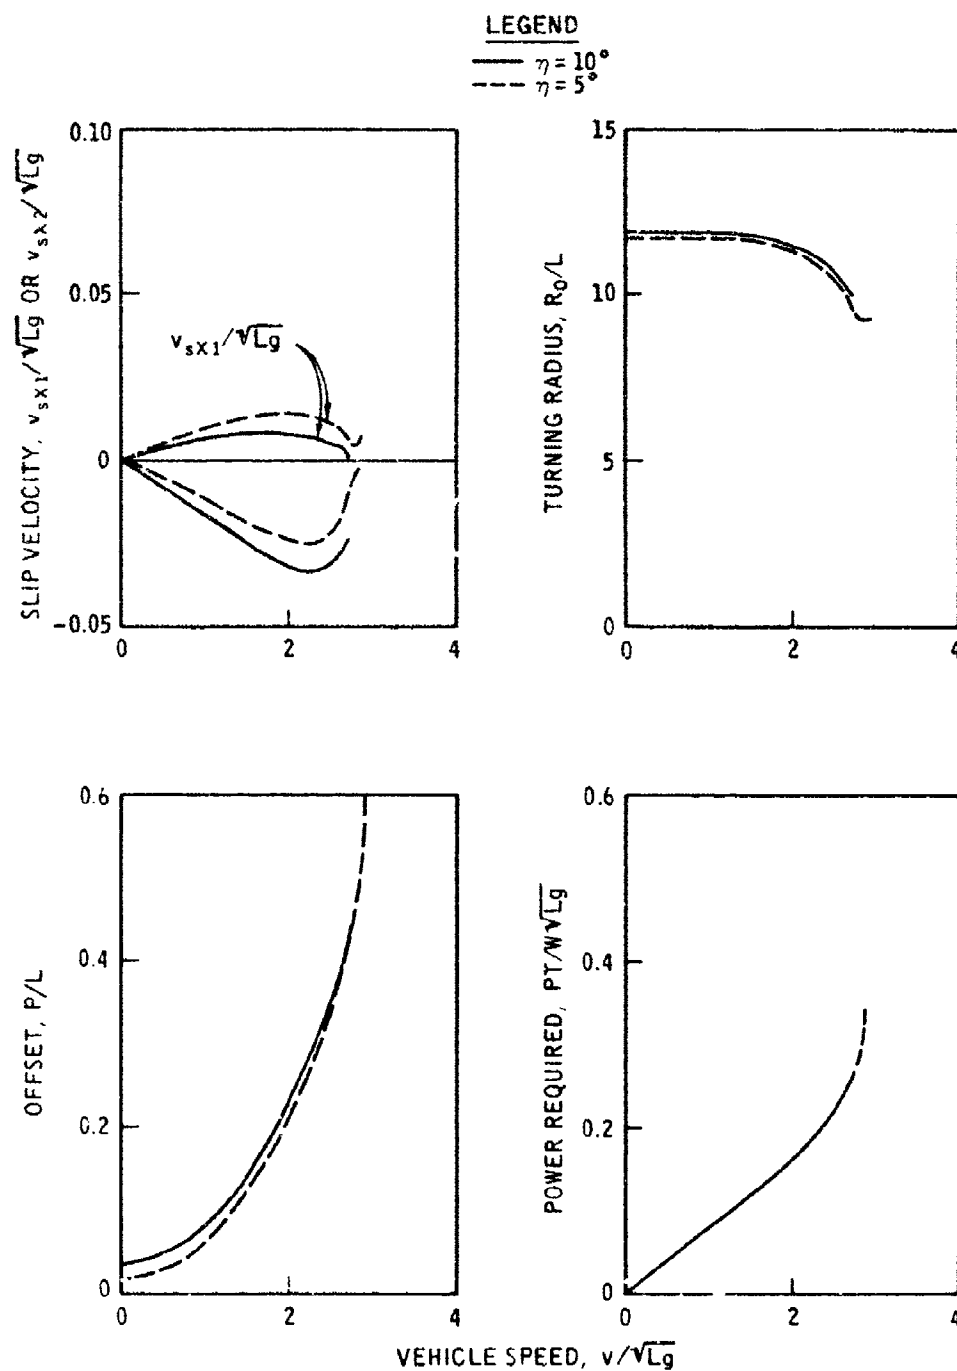 LEGEND
η = 10°
η = 5°
SLIP VELOCITY, v_sX1/√Lg OR v_sX2/√Lg
0.10
0.05
0
-0.05
v_sX1/√Lg
0 2 4
TURNING RADIUS, R_0/L
15
10
5
0
0 2 4
OFFSET, P/L
0.6
0.4
0.2
0
0 2 4
POWER REQUIRED, PT/W√Lg
0.6
0.4
0.2
0
0 2 4
VEHICLE SPEED, v/√Lg